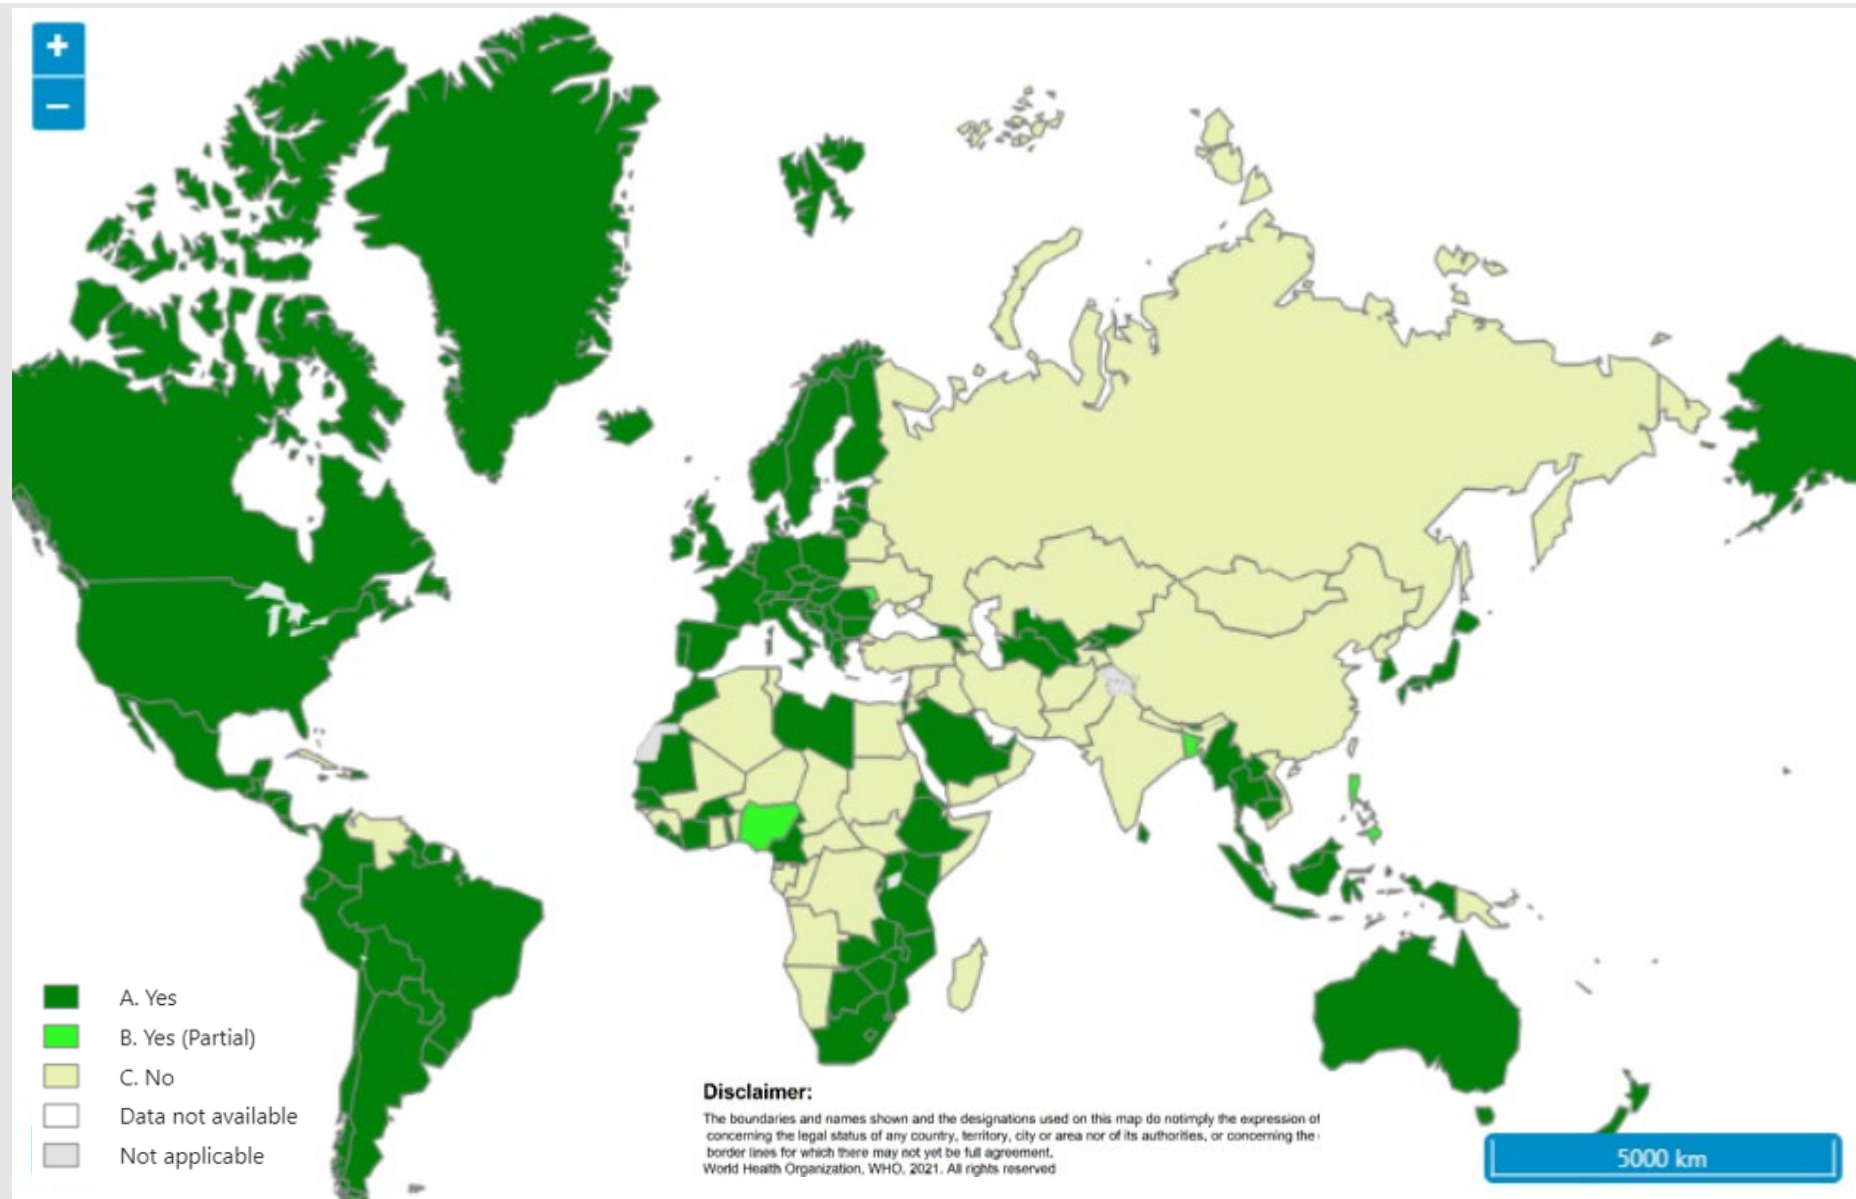 +
−
A. Yes
B. Yes (Partial)
C. No
Data not available
Not applicable
Disclaimer:
The boundaries and names shown and the designations used on this map do notimply the expression of
concerning the legal status of any country, territory, city or area nor of its authorities, or concerning the
border lines for which there may not yet be full agreement.
World Health Organization, WHO, 2021. All rights reserved
5000 km